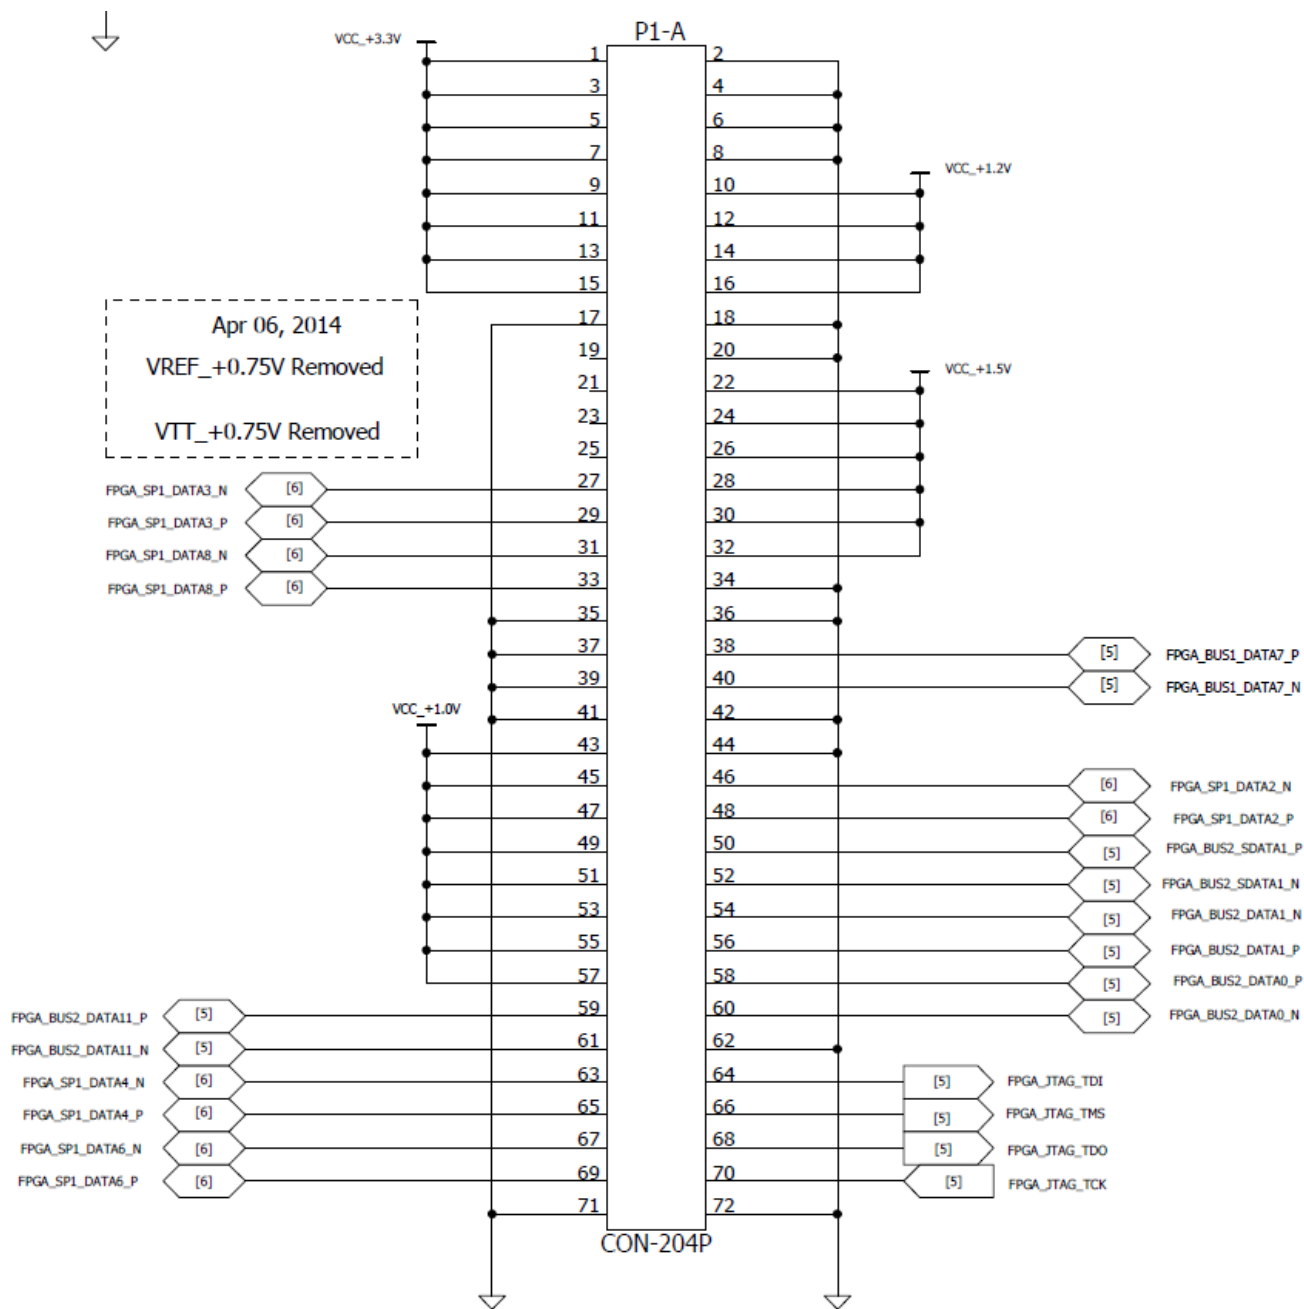 P1-A
VCC_+3.3V
1 2
3 4
5 6
7 8
VCC_+1.2V
9 10
11 12
13 14
15 16
Apr 06, 2014
17 18
VREF_+0.75V Removed
19 20
VCC_+1.5V
21 22
23 24
VTT_+0.75V Removed
25 26
FPGA_SP1_DATA3_N [6] 27 28
FPGA_SP1_DATA3_P [6] 29 30
FPGA_SP1_DATA8_N [6] 31 32
FPGA_SP1_DATA8_P [6] 33 34
35 36
37 38 [5] FPGA_BUS1_DATA7_P
39 40 [5] FPGA_BUS1_DATA7_N
VCC_+1.0V
41 42
43 44
45 46 [6] FPGA_SP1_DATA2_N
47 48 [6] FPGA_SP1_DATA2_P
49 50 [5] FPGA_BUS2_SDATA1_P
51 52 [5] FPGA_BUS2_SDATA1_N
53 54 [5] FPGA_BUS2_DATA1_N
55 56 [5] FPGA_BUS2_DATA1_P
57 58 [5] FPGA_BUS2_DATA0_P
FPGA_BUS2_DATA11_P [5] 59 60 [5] FPGA_BUS2_DATA0_N
FPGA_BUS2_DATA11_N [5] 61 62
FPGA_SP1_DATA4_N [6] 63 64 [5] FPGA_JTAG_TDI
FPGA_SP1_DATA4_P [6] 65 66 [5] FPGA_JTAG_TMS
FPGA_SP1_DATA6_N [6] 67 68 [5] FPGA_JTAG_TDO
FPGA_SP1_DATA6_P [6] 69 70 [5] FPGA_JTAG_TCK
71 72
CON-204P